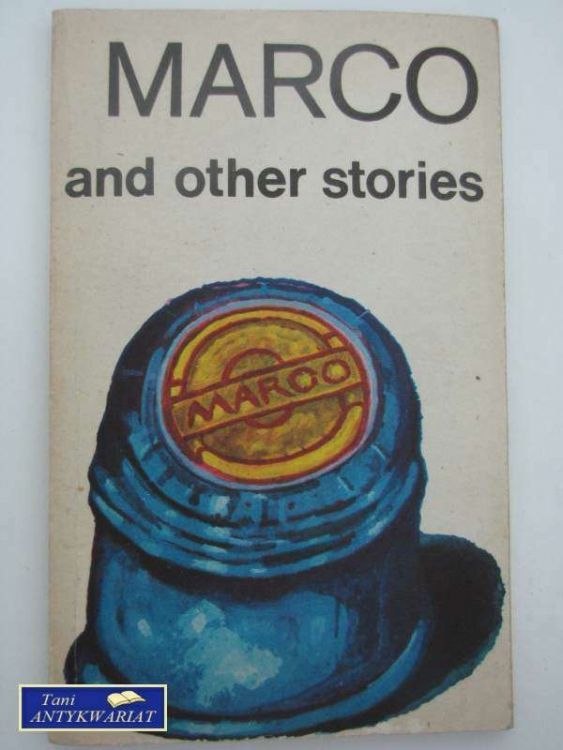 MARCO
and other stories
MARCO
Tani
ANTYKWARIAT